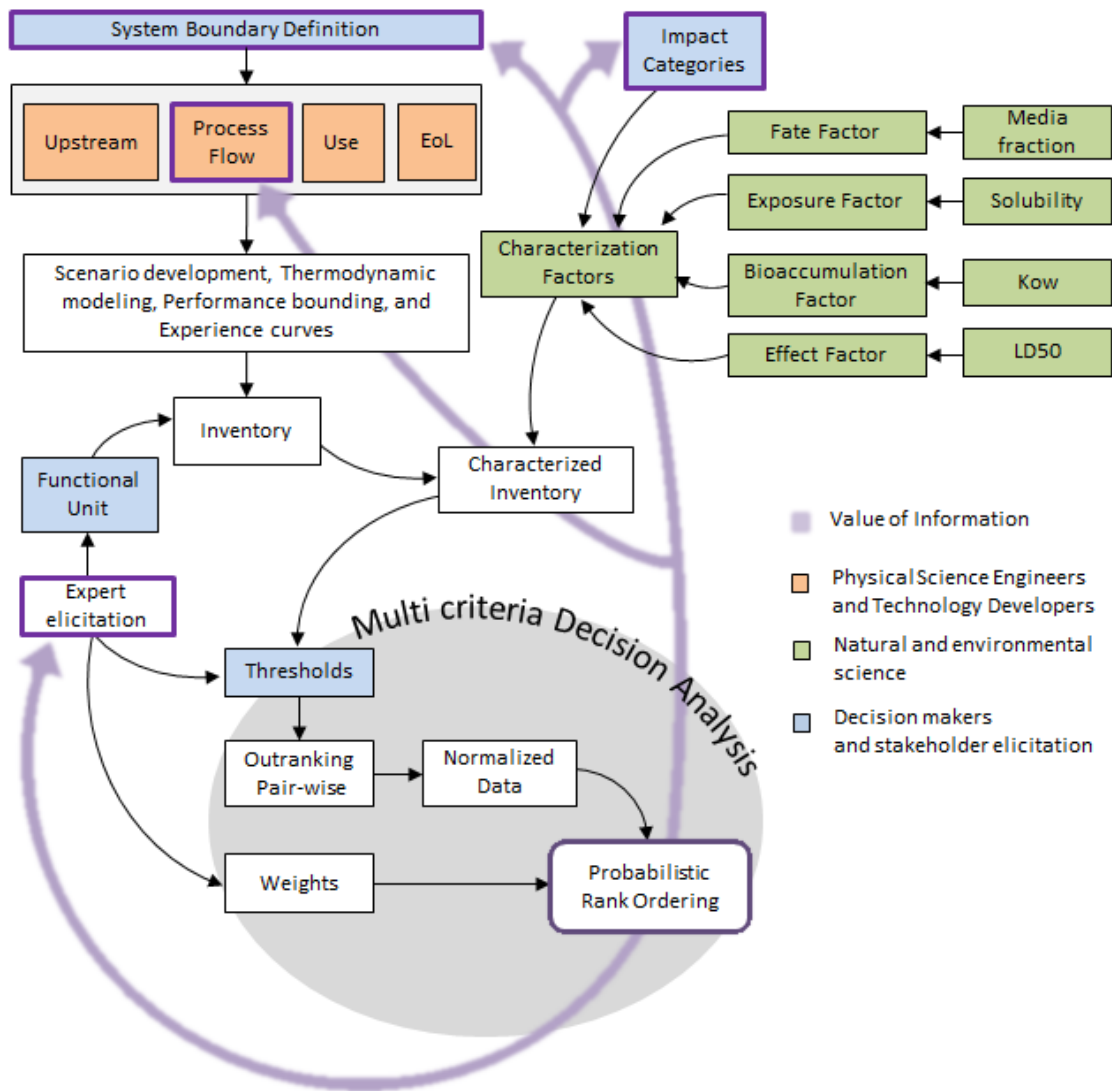 System Boundary Definition
Impact
Categories
Upstream
Process
Flow
Use
EoL
Fate Factor
Media
fraction
Exposure Factor
Solubility
Characterization
Factors
Bioaccumulation
Factor
Kow
Effect Factor
LD50
Scenario development, Thermodynamic
modeling, Performance bounding, and
Experience curves
Inventory
Characterized
Inventory
Functional
Unit
Expert
elicitation
Value of Information
Physical Science Engineers
and Technology Developers
Natural and environmental
science
Decision makers
and stakeholder elicitation
Multi criteria Decision Analysis
Thresholds
Outranking
Pair-wise
Normalized
Data
Weights
Probabilistic
Rank Ordering